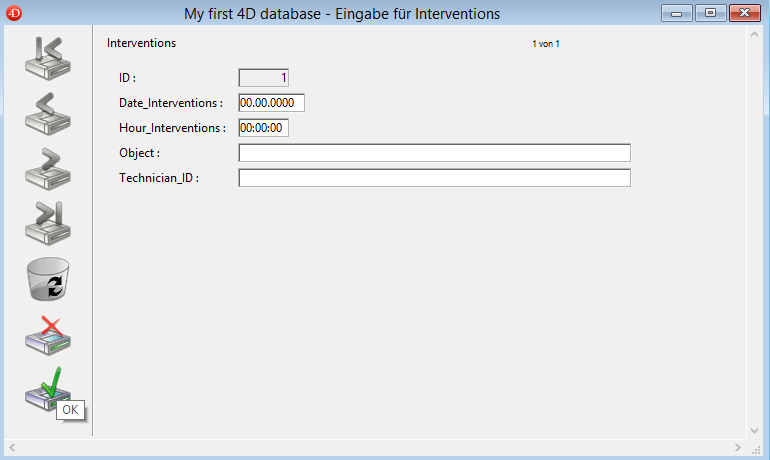 4D My first 4D database - Eingabe für Interventions
Interventions 1 von 1
ID : 1
Date_Interventions : 00.00.0000
Hour_Interventions : 00:00:00
Object :
Technician_ID :
OK